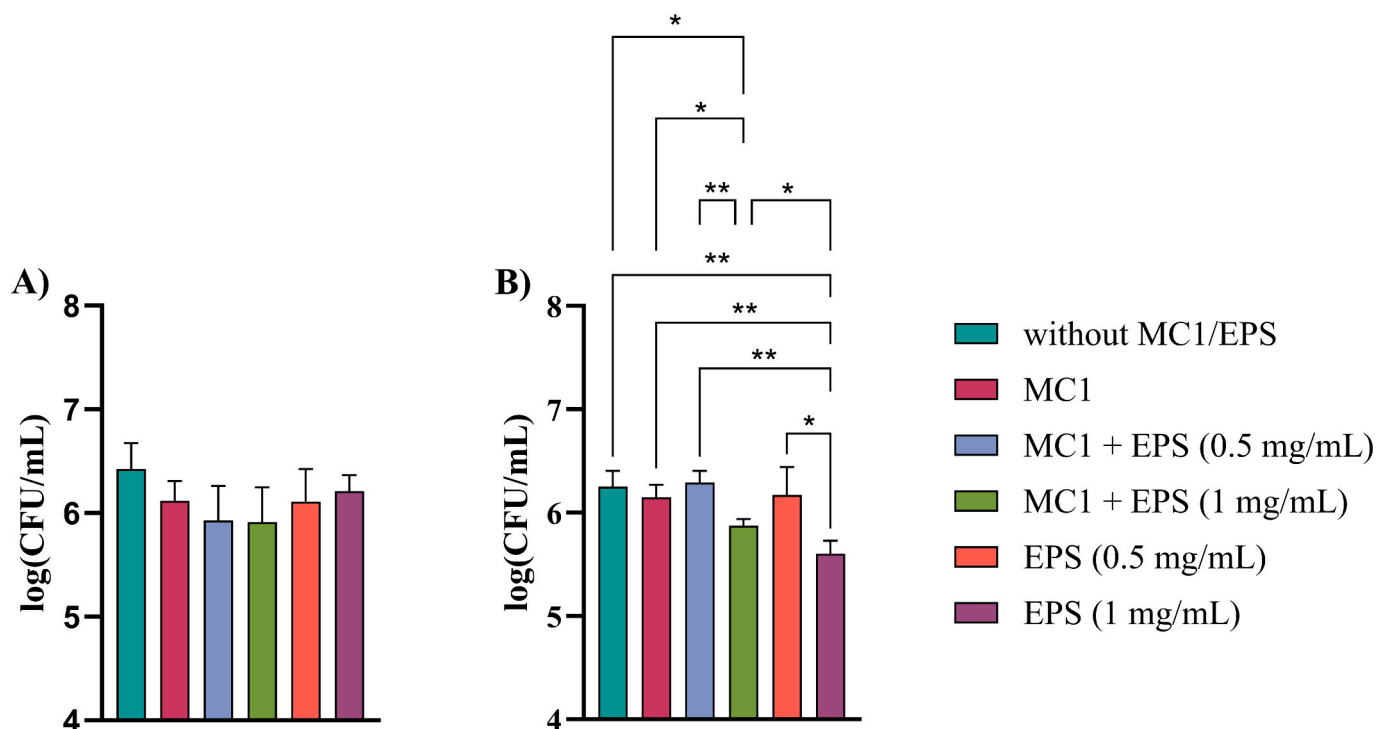 *
*
** *
**
A) B)
8 8
**
without MC1/EPS
**
MC1
7 7
*
MC1 + EPS (0.5 mg/mL)
log(CFU/mL) log(CFU/mL)
6 6
MC1 + EPS (1 mg/mL)
EPS (0.5 mg/mL)
5 5
EPS (1 mg/mL)
4 4